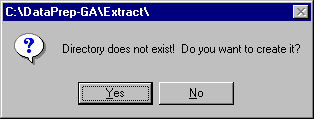 C:\DataPrep-GA\Extract\
?
Directory does not exist!  Do you want to create it?
Yes
No